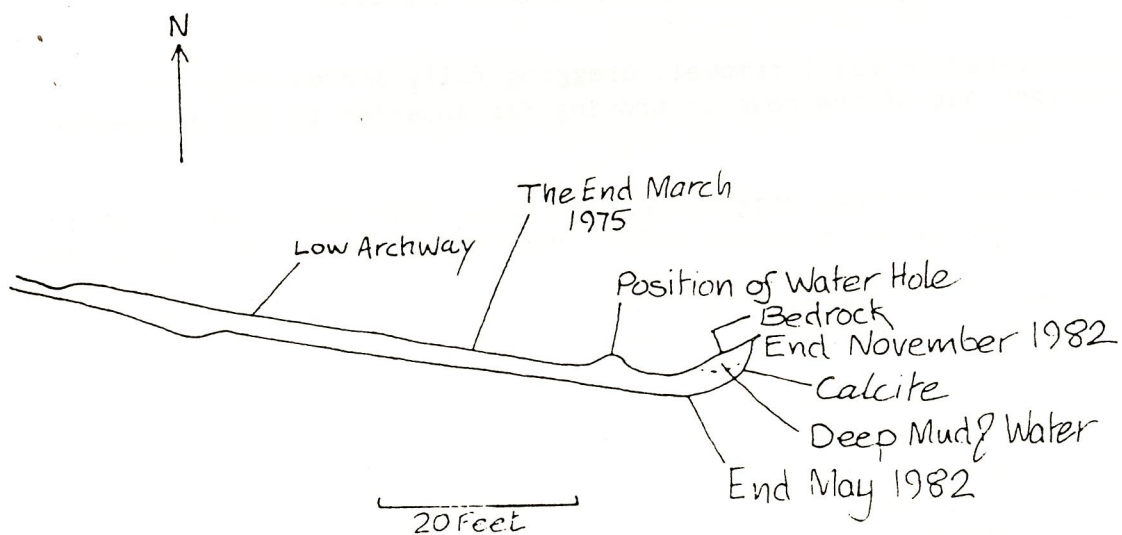 N
The End March
1975
Low Archway
Position of Water Hole
Bedrock
End November 1982
Calcite
Deep Mud & Water
End May 1982
20 Feet